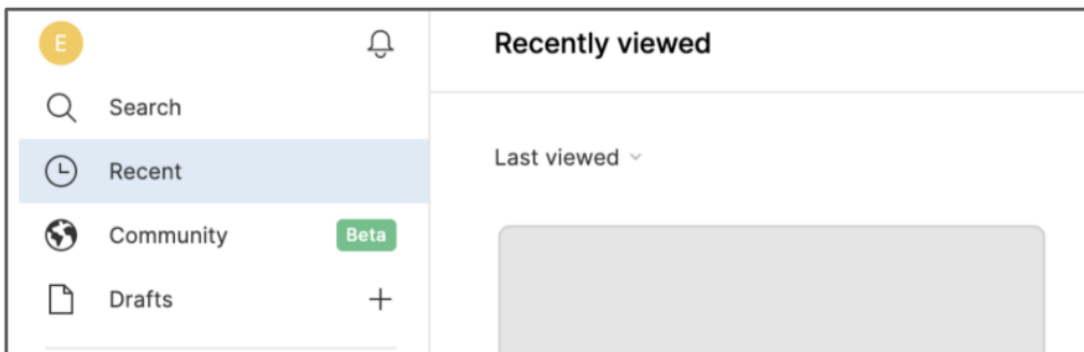 E
Recently viewed
Search
Recent
Last viewed
Community Beta
Drafts